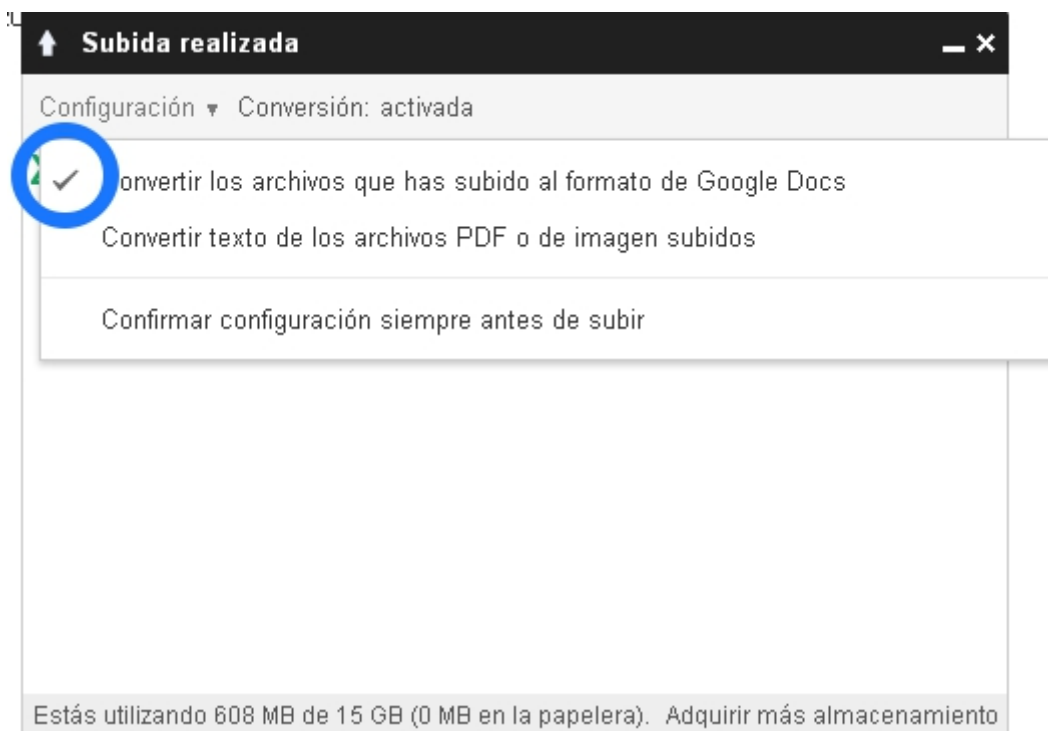 Subida realizada
Configuración ▾ Conversión: activada
onvertir los archivos que has subido al formato de Google Docs
Convertir texto de los archivos PDF o de imagen subidos
Confirmar configuración siempre antes de subir
Estás utilizando 608 MB de 15 GB (0 MB en la papelera). Adquirir más almacenamiento